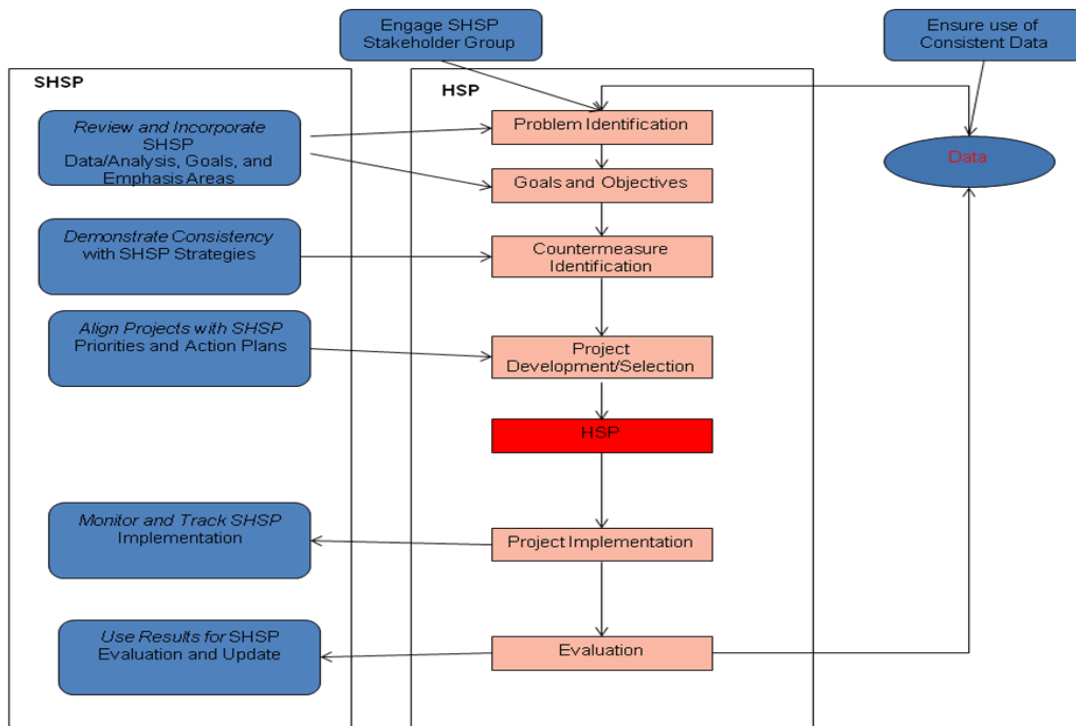 Engage SHSP
Stakeholder Group
Ensure use of
Consistent Data
SHSP
HSP
Review and Incorporate
SHSP
Data/Analysis, Goals, and
Emphasis Areas
Problem Identification
Data
Goals and Objectives
Demonstrate Consistency
with SHSP Strategies
Countermeasure
Identification
Align Projects with SHSP
Priorities and Action Plans
Project
Development/Selection
HSP
Monitor and Track SHSP
Implementation
Project Implementation
Use Results for SHSP
Evaluation and Update
Evaluation